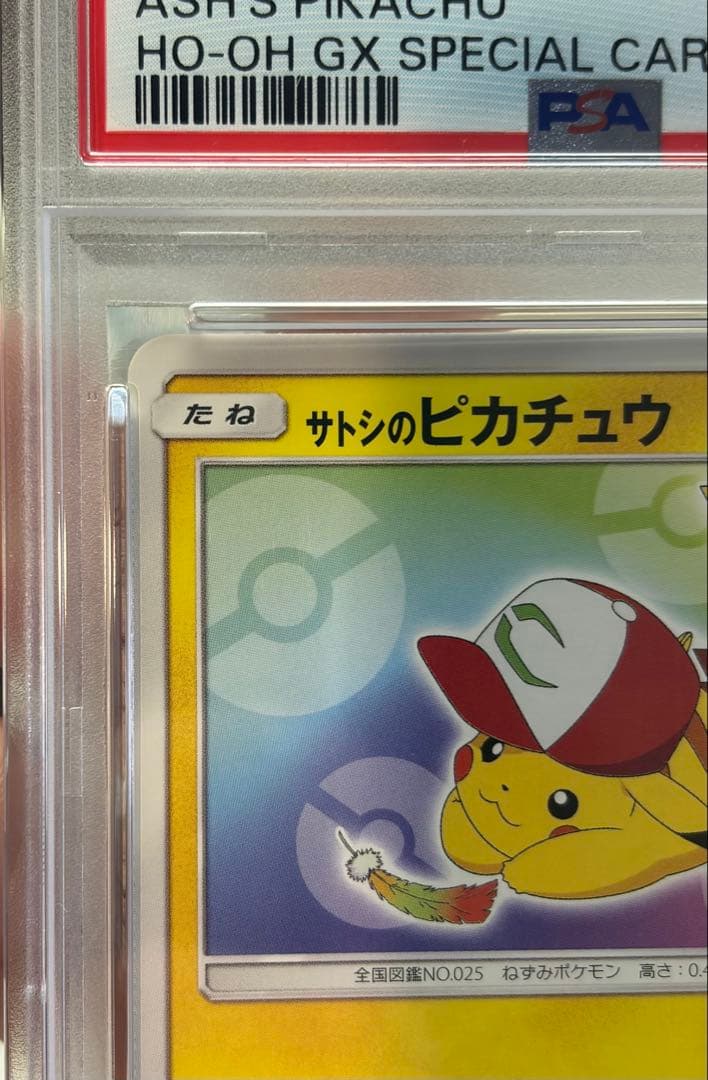 ASH'S PIKACHU
HO-OH GX SPECIAL CAR
PSA
たね
サトシのピカチュウ
全国図鑑NO.025 ねずみポケモン 高さ:0.4